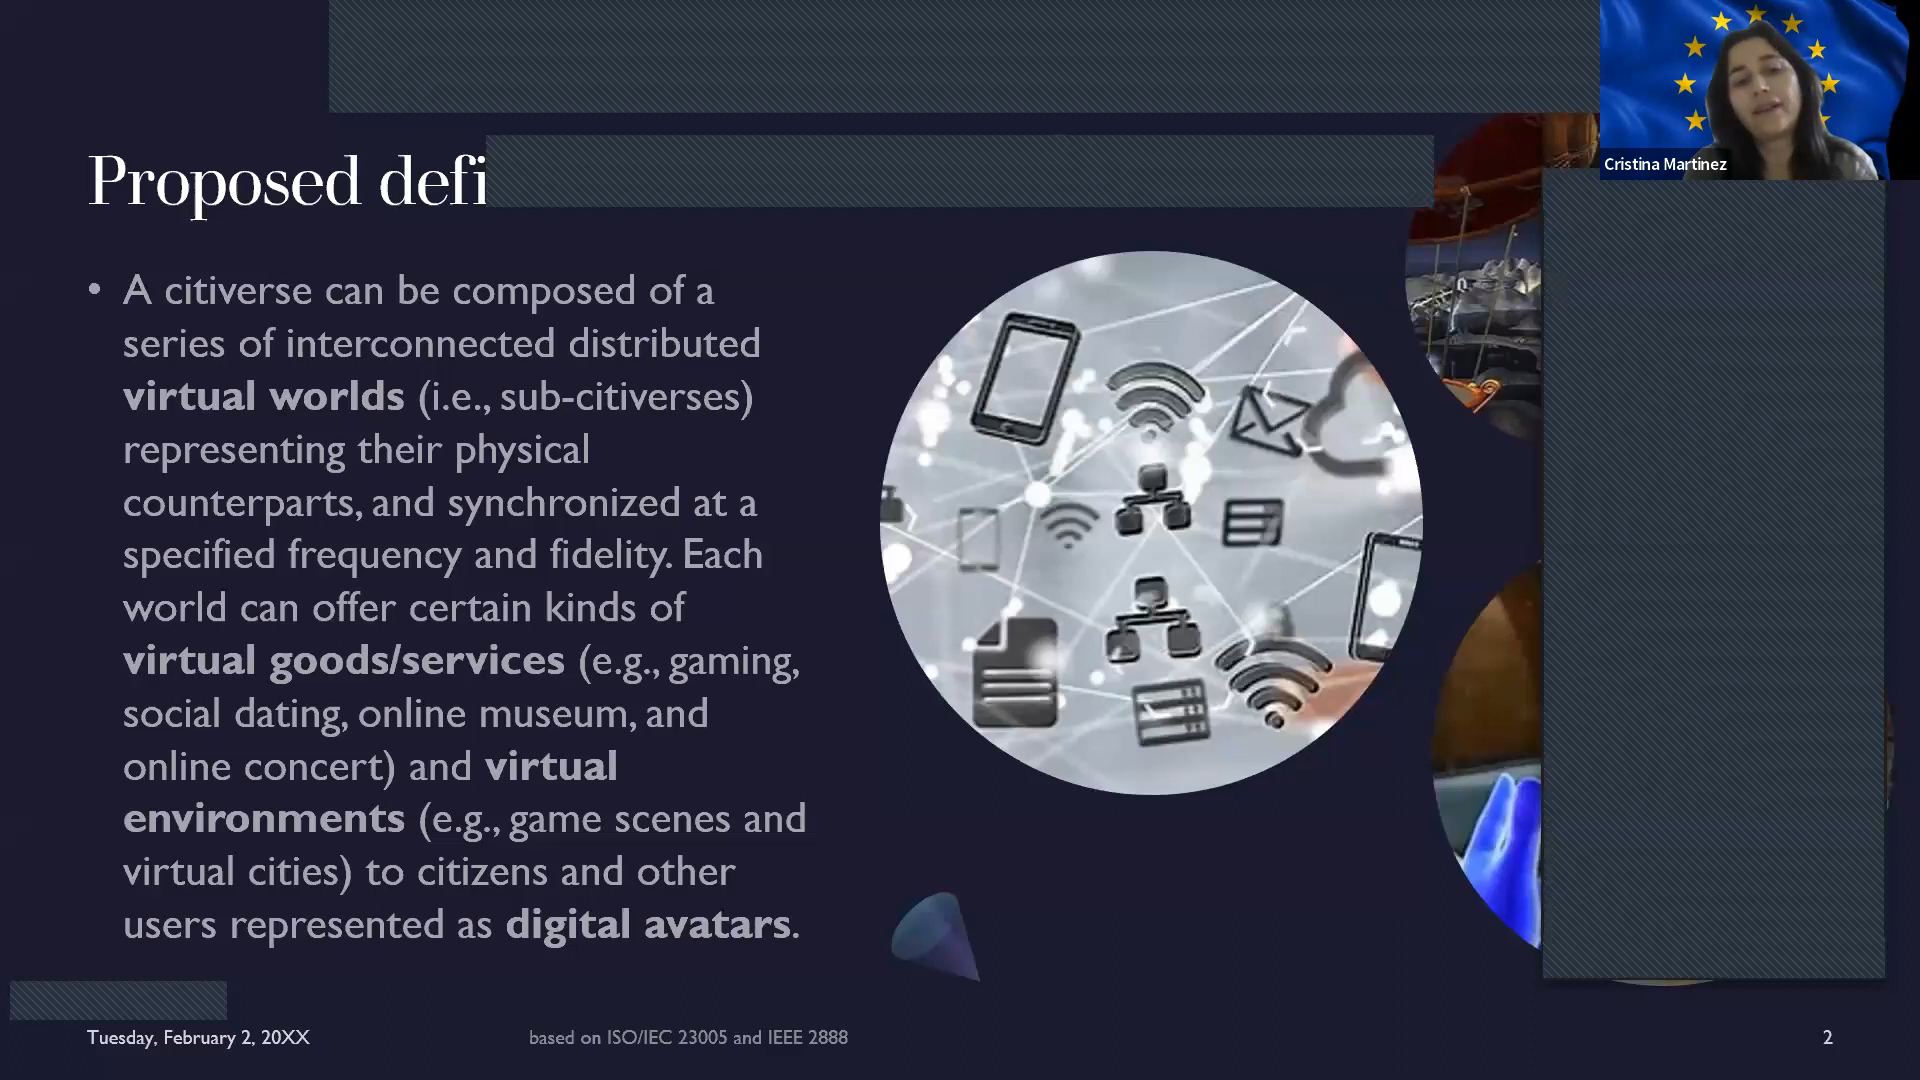 Cristina Martinez
Proposed defi
• A citiverse can be composed of a
series of interconnected distributed
virtual worlds (i.e., sub-citiverses)
representing their physical
counterparts, and synchronized at a
specified frequency and fidelity. Each
world can offer certain kinds of
virtual goods/services (e.g., gaming,
social dating, online museum, and
online concert) and virtual
environments (e.g., game scenes and
virtual cities) to citizens and other
users represented as digital avatars.
Tuesday, February 2, 20XX
based on ISO/IEC 23005 and IEEE 2888
2